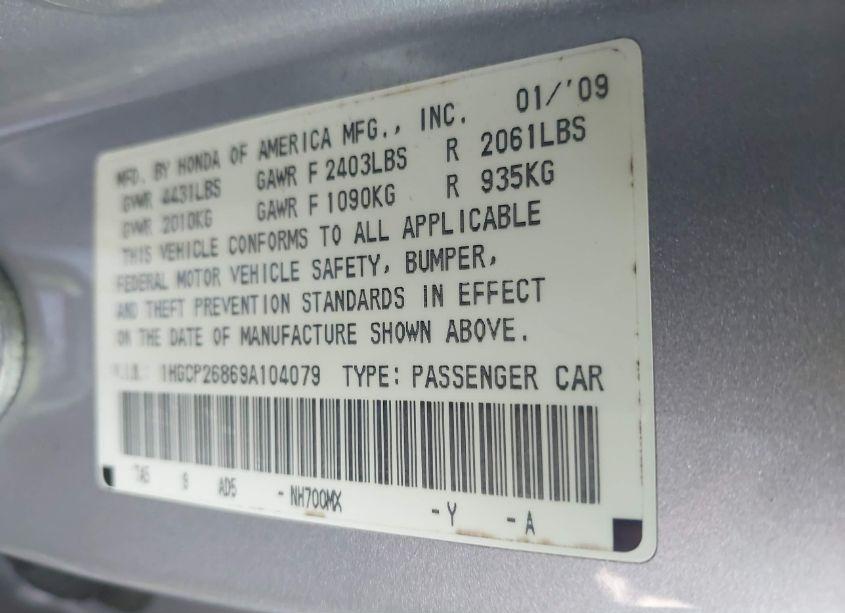 MFD. BY HONDA OF AMERICA MFG., INC. 01/'09
GVWR 4431LBS GAWR F 2403LBS R 2061LBS
GVWR 2010KG GAWR F 1090KG R 935KG
THIS VEHICLE CONFORMS TO ALL APPLICABLE
FEDERAL MOTOR VEHICLE SAFETY, BUMPER,
AND THEFT PREVENTION STANDARDS IN EFFECT
ON THE DATE OF MANUFACTURE SHOWN ABOVE.
V.I.N.: 1HGCP26869A104079 TYPE: PASSENGER CAR
TA5 AD5 - NH700MX -Y -A